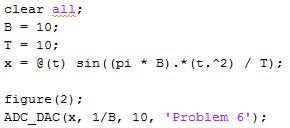 clear all;
B = 10;
T = 10;
x = @(t) sin((pi * B).*(t.^2) / T);
figure(2);
ADC_DAC(x, 1/B, 10, 'Problem 6');